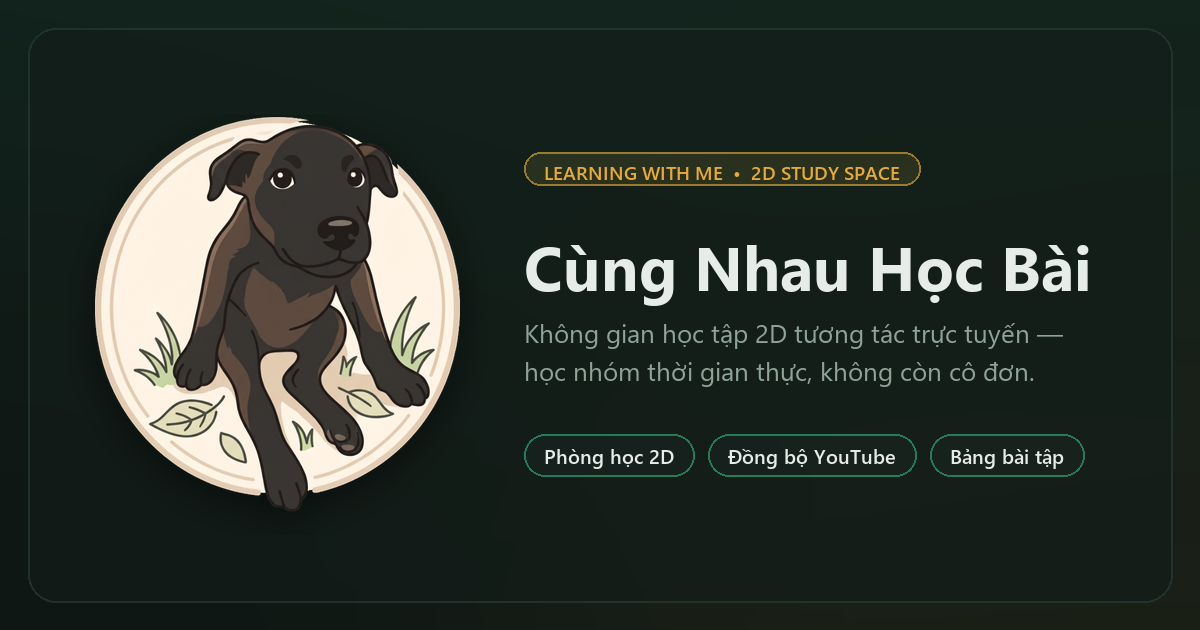 LEARNING WITH ME • 2D STUDY SPACE
Cùng Nhau Học Bài
Không gian học tập 2D tương tác trực tuyến —
học nhóm thời gian thực, không còn cô đơn.
Phòng học 2D
Đồng bộ YouTube
Bảng bài tập